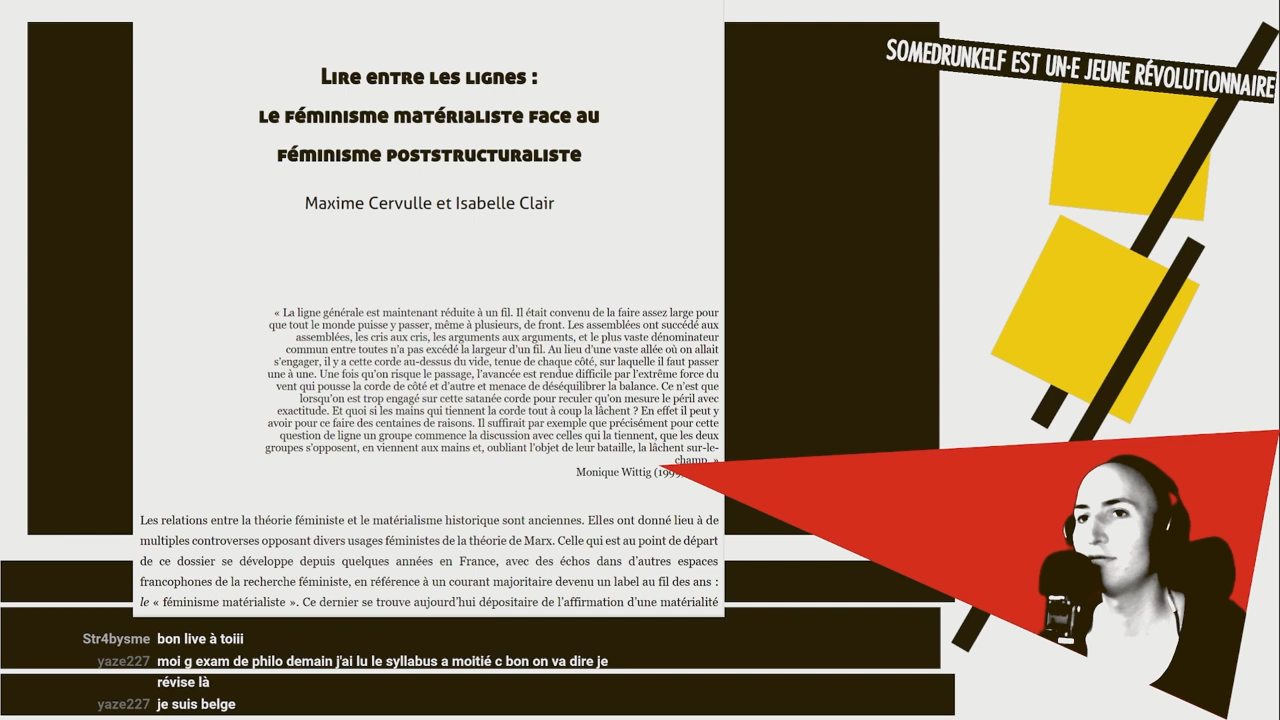 SOMEDRUNKELF EST UN·E JEUNE RÉVOLUTIONNAIRE
Lire entre les lignes :
le féminisme matérialiste face au
féminisme poststructuraliste
Maxime Cervulle et Isabelle Clair
« La ligne générale est maintenant réduite à un fil. Il était convenu de la faire assez large pour
que tout le monde puisse y passer, même à plusieurs, de front. Les assemblées ont succédé aux
assemblées, les cris aux cris, les arguments aux arguments, et le plus vaste dénominateur
commun entre toutes n'a pas excédé la largeur d'un fil. Au lieu d'une vaste allée où on allait
s'engager, il y a cette corde au-dessus du vide, tenue de chaque côté, sur laquelle il faut passer
une à une. Une fois qu'on risque le passage, l'avancée est rendue difficile par l'extrême force du
vent qui pousse la corde de côté et d'autre et menace de déséquilibrer la balance. Ce n'est que
lorsqu'on est trop engagé sur cette satanée corde pour reculer qu'on mesure le péril avec
exactitude. Et quoi si les mains qui tiennent la corde tout à coup la lâchent ? En effet il peut y
avoir pour ce faire des centaines de raisons. Il suffirait par exemple que précisément pour cette
question de ligne un groupe commence la discussion avec celles qui la tiennent, que les deux
groupes s'opposent, en viennent aux mains et, oubliant l'objet de leur bataille, la lâchent sur-le-
champ. »
Monique Wittig
Les relations entre la théorie féministe et le matérialisme historique sont anciennes. Elles ont donné lieu à de
multiples controverses opposant divers usages féministes de la théorie de Marx. Celle qui est au point de départ
de ce dossier se développe depuis quelques années en France, avec des échos dans d'autres espaces
francophones de la recherche féministe, en référence à un courant majoritaire devenu un label au fil des ans :
le « féminisme matérialiste ». Ce dernier se trouve aujourd'hui dépositaire de l'affirmation d'une matérialité
Str4bysme bon live à toiii
yaze227 moi g exam de philo demain j'ai lu le syllabus a moitié c bon on va dire je
révise là
yaze227 je suis belge